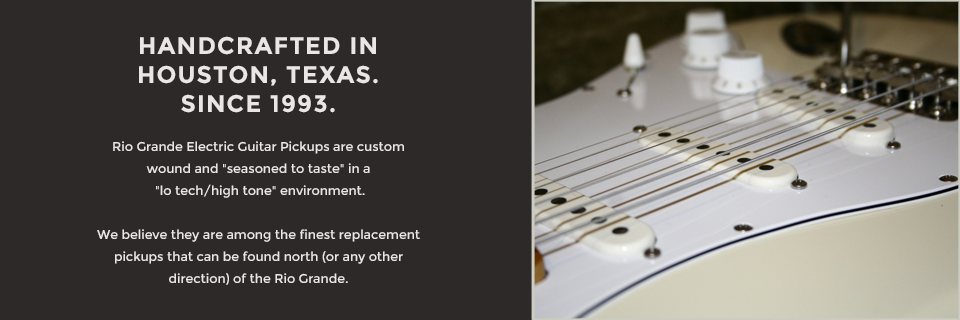 HANDCRAFTED IN
HOUSTON, TEXAS.
SINCE 1993.
Rio Grande Electric Guitar Pickups are custom
wound and "seasoned to taste" in a
"lo tech/high tone" environment.
We believe they are among the finest replacement
pickups that can be found north (or any other
direction) of the Rio Grande.